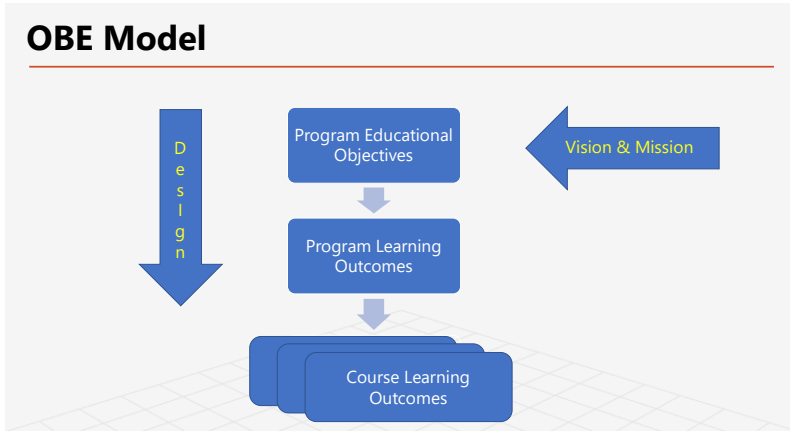 OBE Model
D
e
s
I
g
n
Program Educational
Objectives
Vision & Mission
Program Learning
Outcomes
Course Learning
Outcomes